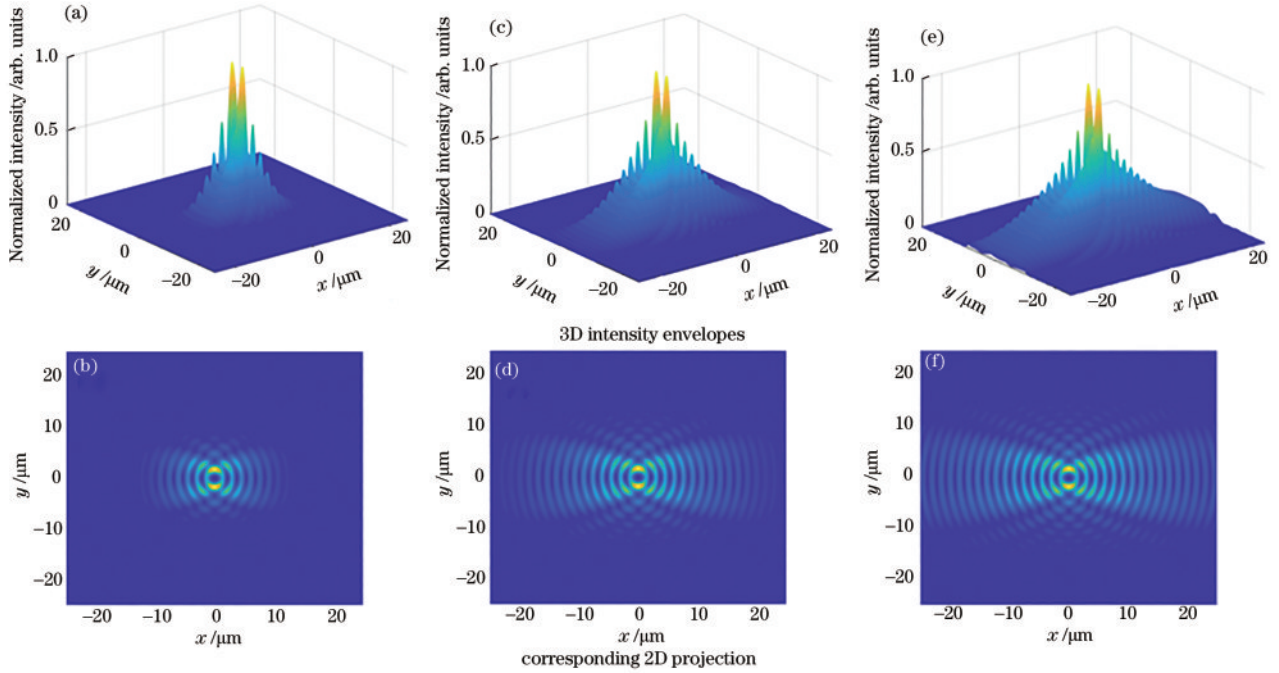 (a)
Normalized intensity /arb. units
1.0
0.5
0
20
0
−20
y /μm
−20
0
20
x /μm
(c)
Normalized intensity /arb. units
1.0
0.5
0
20
0
−20
y /μm
−20
0
20
x /μm
(e)
Normalized intensity /arb. units
1.0
0.5
0
20
0
−20
y /μm
−20
0
20
x /μm
3D intensity envelopes
(b)
20
10
0
−10
−20
y /μm
−20 −10 0 10 20
x /μm
(d)
20
10
0
−10
−20
y /μm
−20 −10 0 10 20
x /μm
(f)
20
10
0
−10
−20
y /μm
−20 −10 0 10 20
x /μm
corresponding 2D projection